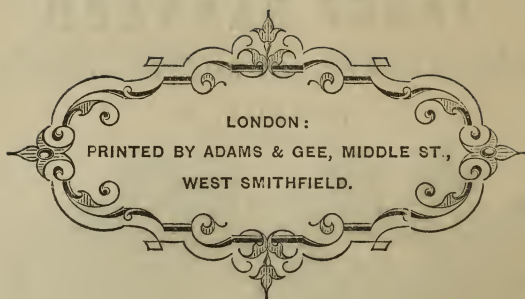 LONDON:
PRINTED BY ADAMS & GEE, MIDDLE ST.,
WEST SMITHFIELD.